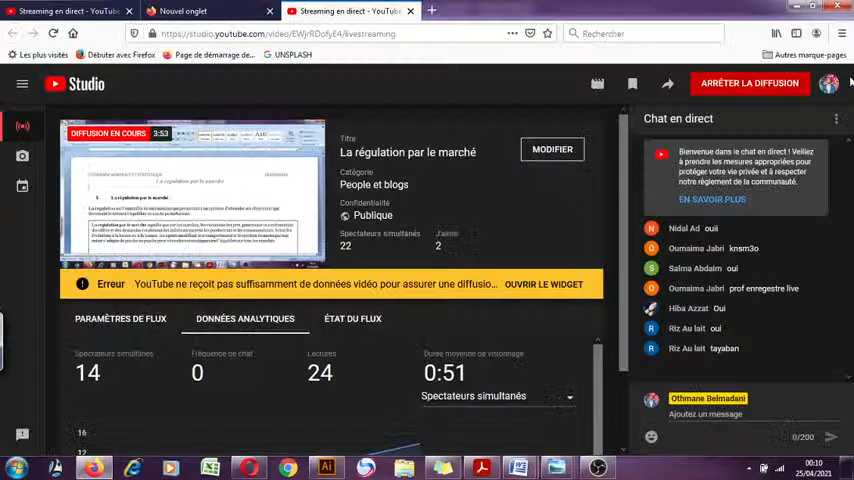 Streaming en direct - YouTube
Nouvel onglet
Streaming en direct - YouTube
https://studio.youtube.com/video/EWjrRDofyE4/livestreaming
Rechercher
Les plus visités
Débuter avec Firefox
Page de démarrage de...
UNSPLASH
Autres marque-pages
Studio
ARRÊTER LA DIFFUSION
DIFFUSION EN COURS 3:53
La régulation par le marché
1. La régulation par le marché
Titre
La régulation par le marché
MODIFIER
Catégorie
People et blogs
Confidentialité
Publique
Spectateurs simultanés J'aime
22 2
Erreur YouTube ne reçoit pas suffisamment de données vidéo pour assurer une diffusio... OUVRIR LE WIDGET
PARAMÈTRES DE FLUX DONNÉES ANALYTIQUES ÉTAT DU FLUX
Spectateurs simultanés Fréquence de chat Lectures Durée moyenne de visionnage
14 0 24 0:51
Spectateurs simultanés
16
12
Chat en direct
Bienvenue dans le chat en direct ! Veillez
à prendre les mesures appropriées pour
protéger votre vie privée et à respecter
notre règlement de la communauté.
EN SAVOIR PLUS
Nidal Ad ouii
Oumaima Jabri knsm3o
Salma Abdaim oui
Oumaima Jabri prof enregestre live
Hiba Azzat Oui
Riz Au lait oui
Riz Au lait tayaban
Othmane Belmadani
Ajoutez un message
0/200
00:10
25/04/2021